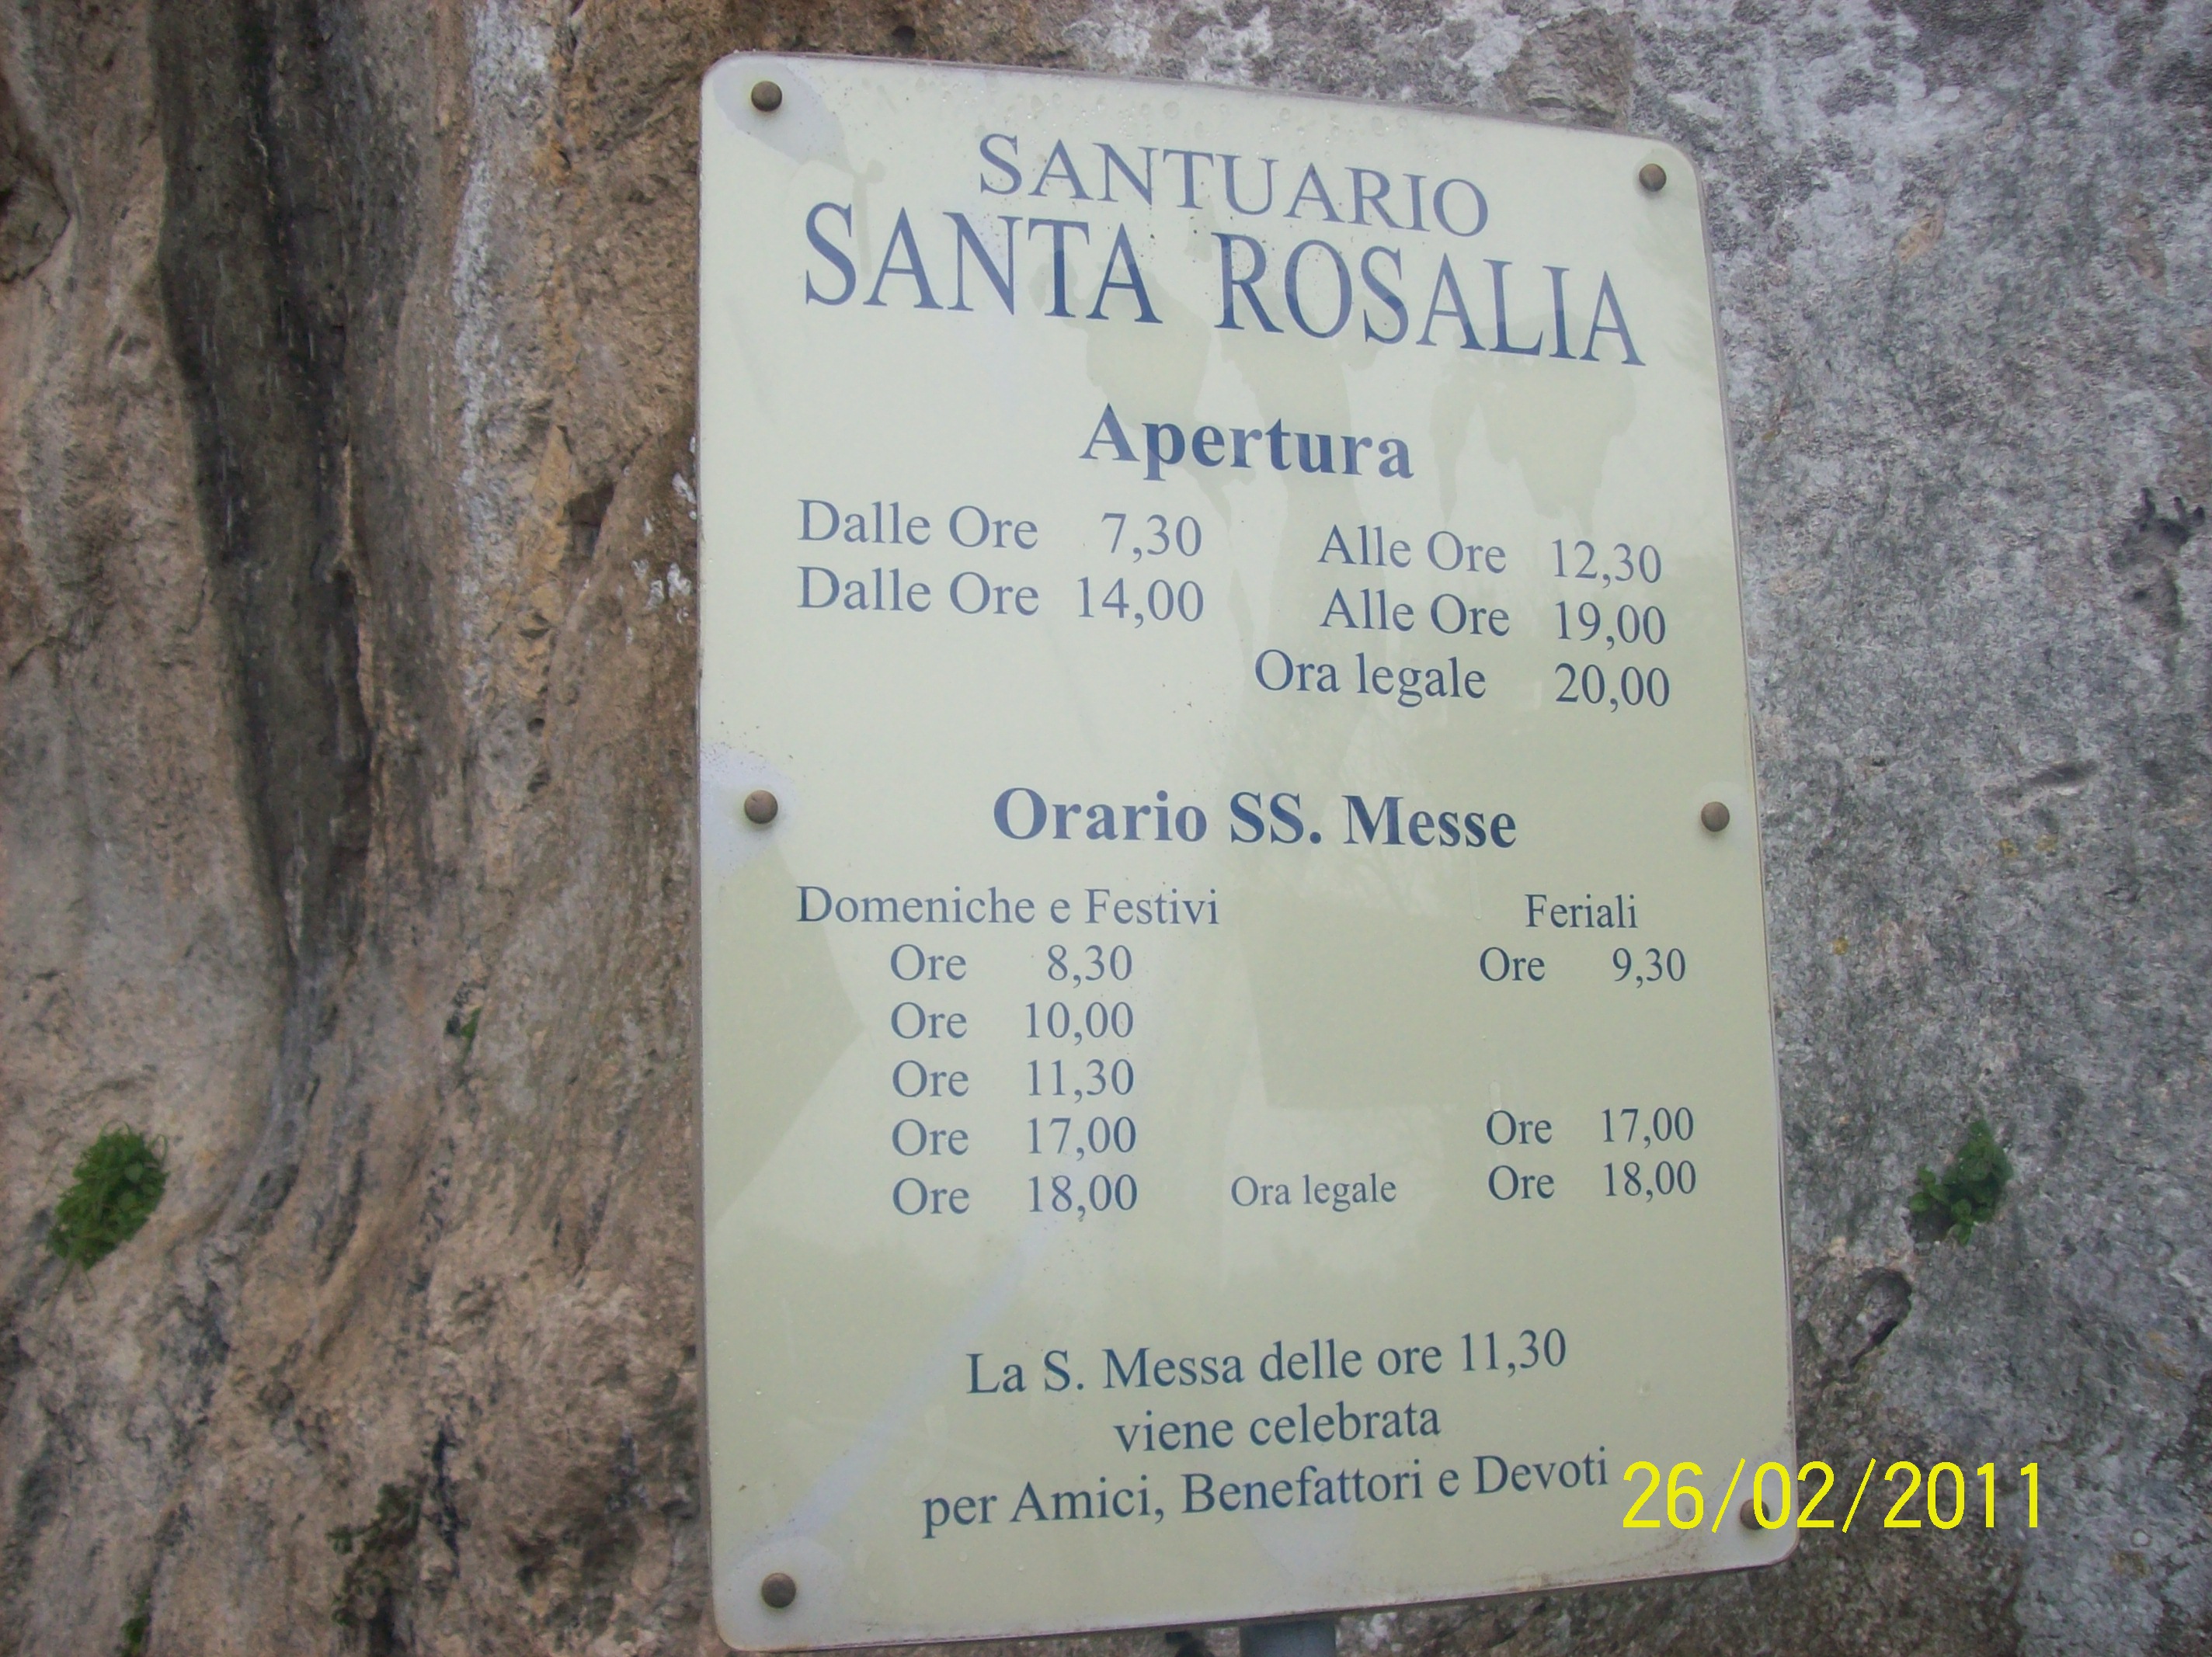 SANTUARIO
SANTA ROSALIA
Apertura
Dalle Ore 7,30 Alle Ore 12,30
Dalle Ore 14,00 Alle Ore 19,00
Ora legale 20,00
Orario SS. Messe
Domeniche e Festivi Feriali
Ore 8,30 Ore 9,30
Ore 10,00
Ore 11,30
Ore 17,00 Ore 17,00
Ore 18,00 Ora legale Ore 18,00
La S. Messa delle ore 11,30
viene celebrata
per Amici, Benefattori e Devoti
26/02/2011